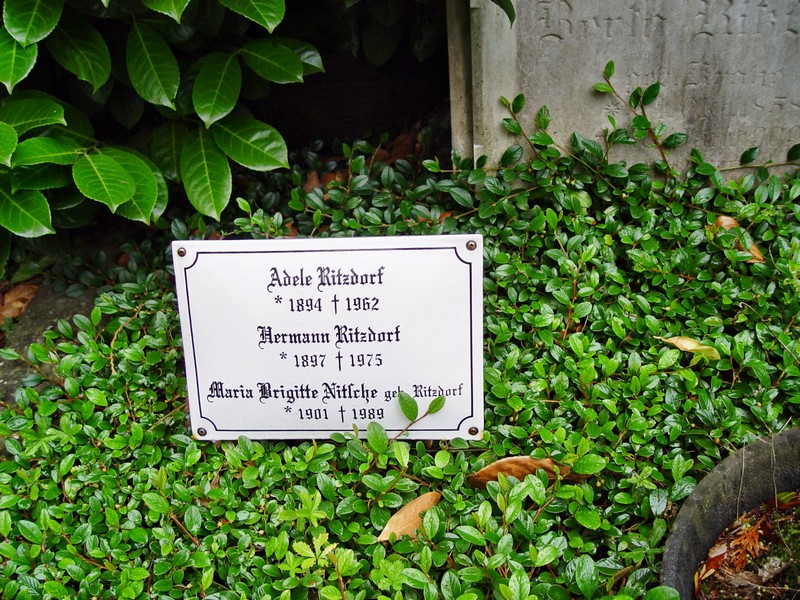 Adele Ritzdorf
* 1894 † 1962
Hermann Ritzdorf
* 1897 † 1975
Maria Brigitte Nitsche geb. Ritzdorf
* 1901 † 1989